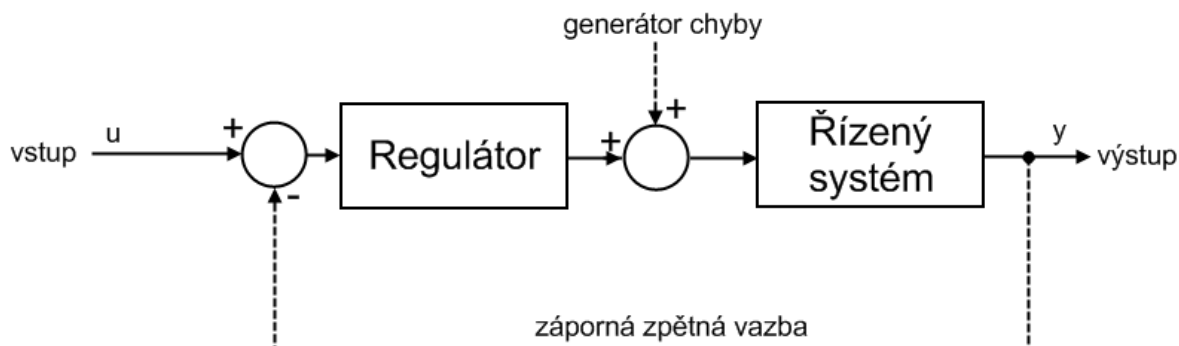 generátor chyby
+
vstup
u
+
-
Regulátor
+
Řízený
systém
y
výstup
záporná zpětná vazba